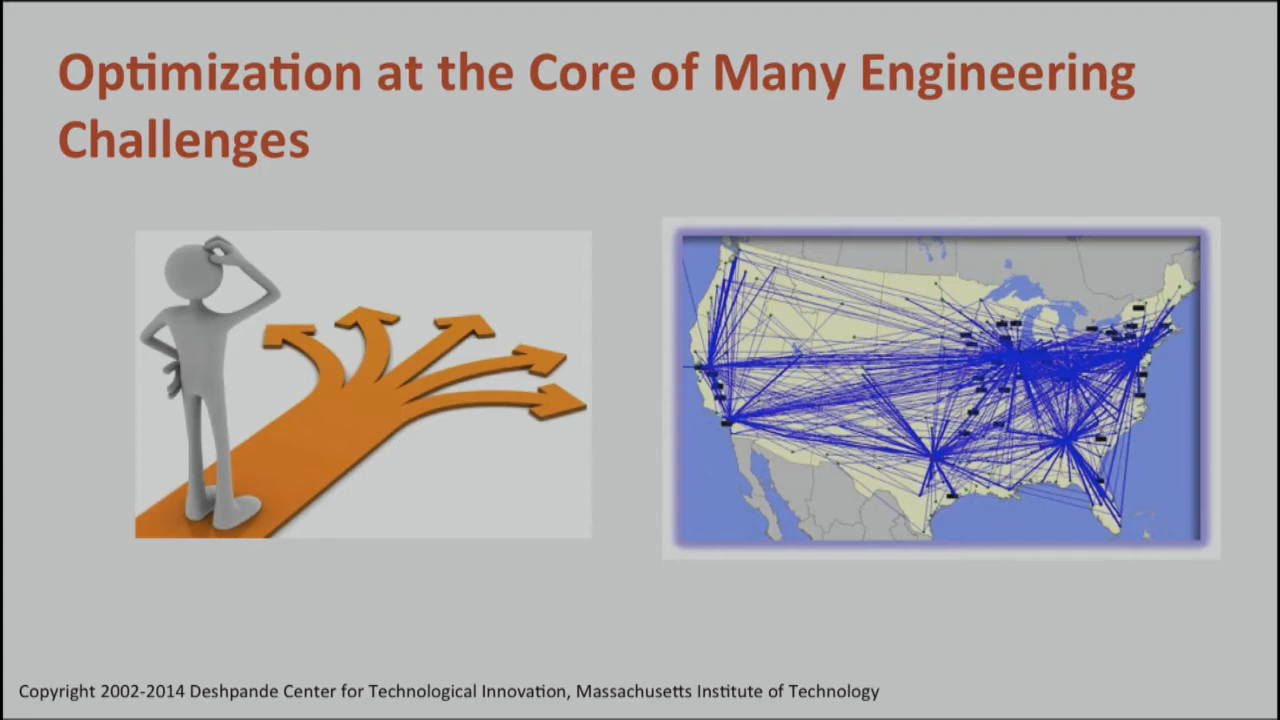 Optimization at the Core of Many Engineering
Challenges
Copyright 2002-2014 Deshpande Center for Technological Innovation, Massachusetts Institute of Technology